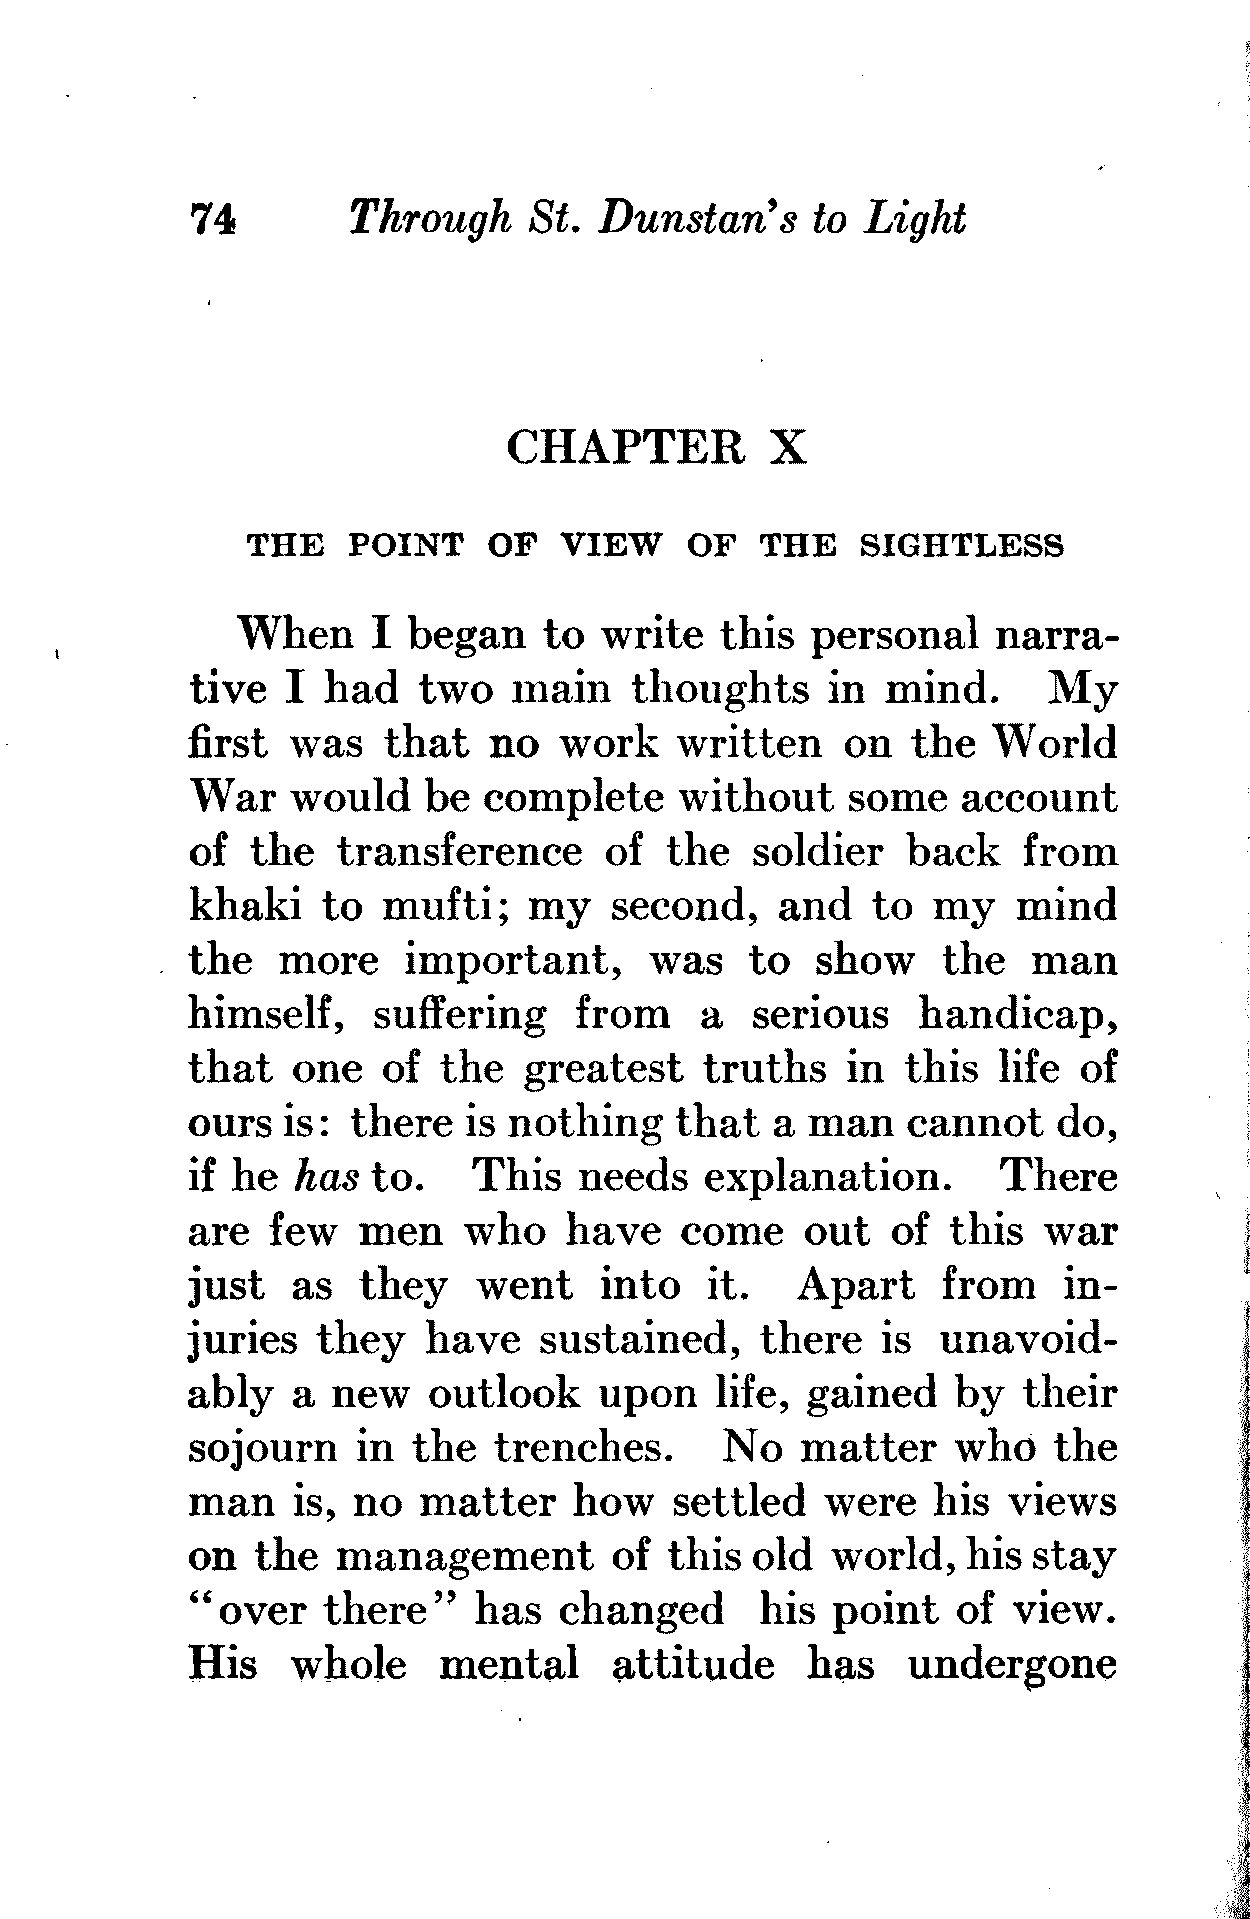 74 Through St. Dunstan's to Light
CHAPTER X
THE POINT OF VIEW OF THE SIGHTLESS
When I began to write this personal narra-
tive I had two main thoughts in mind. My
first was that no work written on the World
War would be complete without some account
of the transference of the soldier back from
khaki to mufti; my second, and to my mind
the more important, was to show the man
himself, suffering from a serious handicap,
that one of the greatest truths in this life of
ours is: there is nothing that a man cannot do,
if he has to. This needs explanation. There
are few men who have come out of this war
just as they went into it. Apart from in-
juries they have sustained, there is unavoid-
ably a new outlook upon life, gained by their
sojourn in the trenches. No matter who the
man is, no matter how settled were his views
on the management of this old world, his stay
"over there" has changed his point of view.
His whole mental attitude has undergone